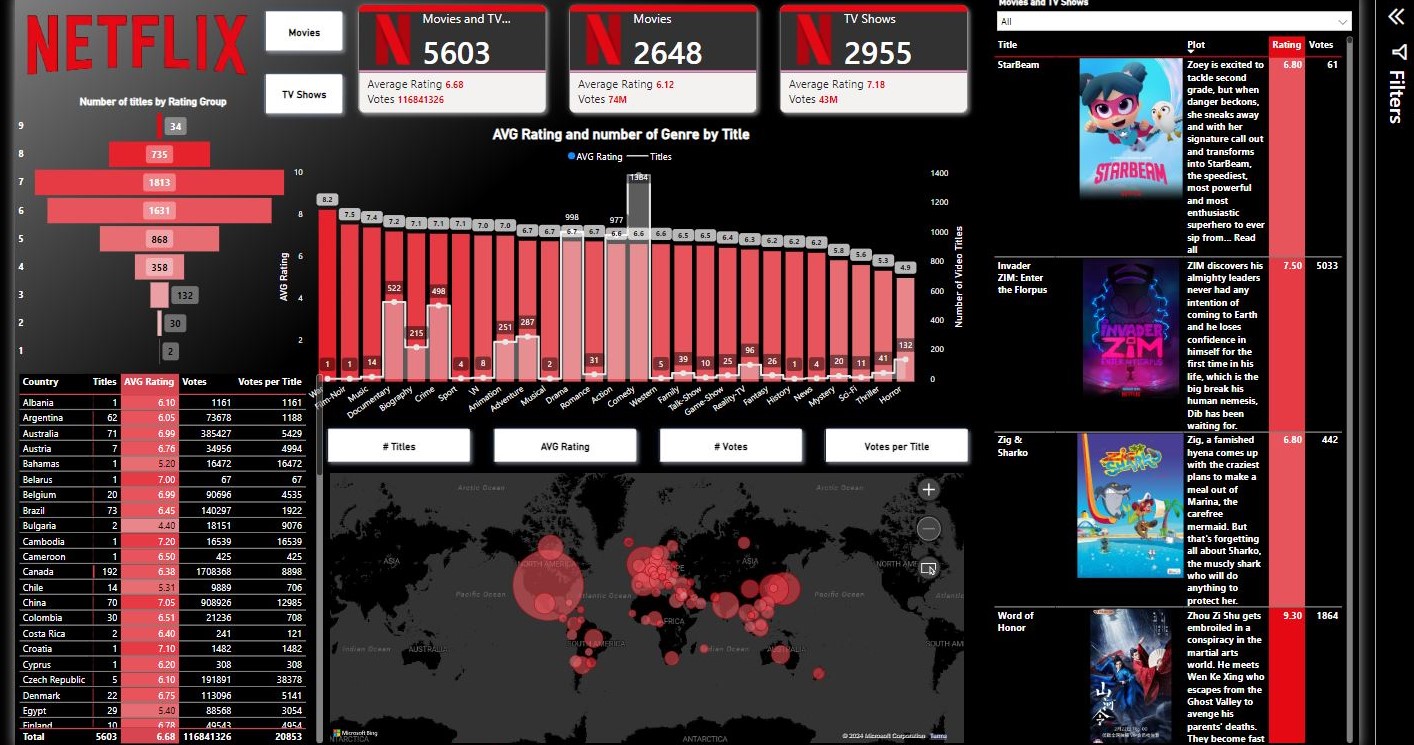 NETFLIX
Movies
TV Shows
Movies and TV...
5603
Average Rating 6.68
Votes 116841326
Movies
2648
Average Rating 6.12
Votes 74M
TV Shows
2955
Average Rating 7.18
Votes 43M
Number of titles by Rating Group
9 34
8 735
7 1813
6 1631
5 868
4 358
3 132
2 30
1 2
AVG Rating and number of Genre by Title
AVG Rating Titles
AVG Rating
10
8
6
4
2
Number of Video Titles
1400
1200
1000
800
600
400
200
0
8.2 7.5 7.4 7.2 7.1 7.1 7.1 7.0 7.0 6.7 6.7 6.7 6.7 6.6 6.6 6.6 6.5 6.5 6.4 6.3 6.2 6.2 6.2 5.8 5.6 5.3 4.9
1 1 14 522 215 498 4 8 251 287 2 998 31 977 1384 5 39 10 25 96 26 1 4 20 11 41 132
Film-Noir Music Documentary Biography Crime Sport \N Animation Adventure Musical Drama Romance Action Comedy Western Family Talk-Show Game-Show Reality-TV Fantasy History News Mystery Sci-Fi Thriller Horror
Country Titles AVG Rating Votes Votes per Title
Albania 1 6.10 1161 1161
Argentina 62 6.05 73678 1188
Australia 71 6.99 385427 5429
Austria 7 6.76 34956 4994
Bahamas 1 5.20 16472 16472
Belarus 1 7.00 67 67
Belgium 20 6.99 90696 4535
Brazil 73 6.45 140297 1922
Bulgaria 2 4.40 18151 9076
Cambodia 1 7.20 16539 16539
Cameroon 1 6.50 425 425
Canada 192 6.38 1708368 8898
Chile 14 5.31 9889 706
China 70 7.05 908926 12985
Colombia 30 6.51 21236 708
Costa Rica 2 6.40 241 121
Croatia 1 7.10 1482 1482
Cyprus 1 6.20 308 308
Czech Republic 5 6.10 191891 38378
Denmark 22 6.75 113096 5141
Egypt 29 5.40 88568 3054
Finland 10 6.78 49543 4954
Total 5603 6.68 116841326 20853
# Titles
AVG Rating
# Votes
Votes per Title
Arctic Ocean
Arctic Ocean
ASIA
NORTH AMERICA
ASIA
NORTH AM
Pacific Ocean
Atlantic Ocean
AFRICA
Pacific Ocean
Atlantic
Indian Ocean
AUSTRALIA
SOUTH AMERICA
Indian Ocean
AUSTRALIA
SOUTH AM
ANTARCTICA
Microsoft Bing
© 2024 Microsoft Corporation Terms
Movies and TV Shows
All
Title Plot Rating Votes
StarBeam
STARBEAM
Zoey is excited to
tackle second
grade, but when
danger beckons,
she sneaks away
and with her
signature call out
and transforms
into StarBeam,
the speediest,
most powerful
and most
enthusiastic
superhero to ever
sip from... Read
all
6.80 61
Invader
ZIM: Enter
the Florpus
INVADER
ZIM
ZIM discovers his
almighty leaders
never had any
intention of
coming to Earth
and he loses
confidence in
himself for the
first time in his
life, which is the
big break his
human nemesis,
Dib has been
waiting for.
7.50 5033
Zig &
Sharko
Zig, a famished
hyena comes up
with the craziest
plans to make a
meal out of
Marina, the
carefree
mermaid. But
that's forgetting
all about Sharko,
the muscly shark
who will do
anything to
protect her.
6.80 442
Word of
Honor
山河令
Zhou Zi Shu gets
embroiled in a
conspiracy in the
martial arts
world. He meets
Wen Ke Xing who
escapes from the
Ghost Valley to
avenge his
parents' deaths.
They become fast
9.30 1864
Filters